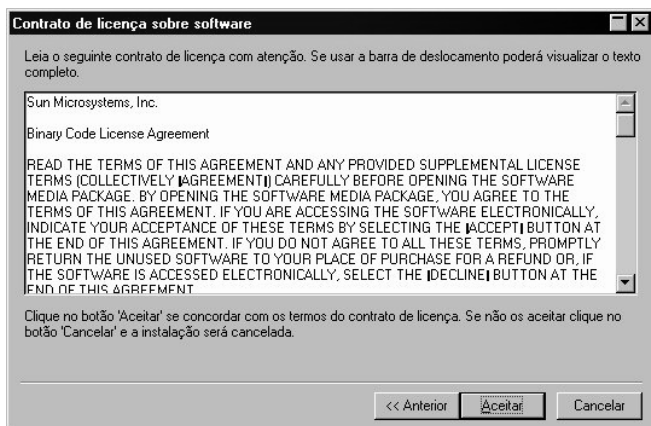 Contrato de licença sobre software
Leia o seguinte contrato de licença com atenção. Se usar a barra de deslocamento poderá visualizar o texto
completo.
Sun Microsystems, Inc.
Binary Code License Agreement
READ THE TERMS OF THIS AGREEMENT AND ANY PROVIDED SUPPLEMENTAL LICENSE
TERMS (COLLECTIVELY |AGREEMENT|) CAREFULLY BEFORE OPENING THE SOFTWARE
MEDIA PACKAGE. BY OPENING THE SOFTWARE MEDIA PACKAGE, YOU AGREE TO THE
TERMS OF THIS AGREEMENT. IF YOU ARE ACCESSING THE SOFTWARE ELECTRONICALLY,
INDICATE YOUR ACCEPTANCE OF THESE TERMS BY SELECTING THE |ACCEPT| BUTTON AT
THE END OF THIS AGREEMENT. IF YOU DO NOT AGREE TO ALL THESE TERMS, PROMPTLY
RETURN THE UNUSED SOFTWARE TO YOUR PLACE OF PURCHASE FOR A REFUND OR, IF
THE SOFTWARE IS ACCESSED ELECTRONICALLY, SELECT THE |DECLINE| BUTTON AT THE
END OF THIS AGREEMENT.
Clique no botão 'Aceitar' se concordar com os termos do contrato de licença. Se não os aceitar clique no
botão 'Cancelar' e a instalação será cancelada.
<< Anterior Aceitar Cancelar